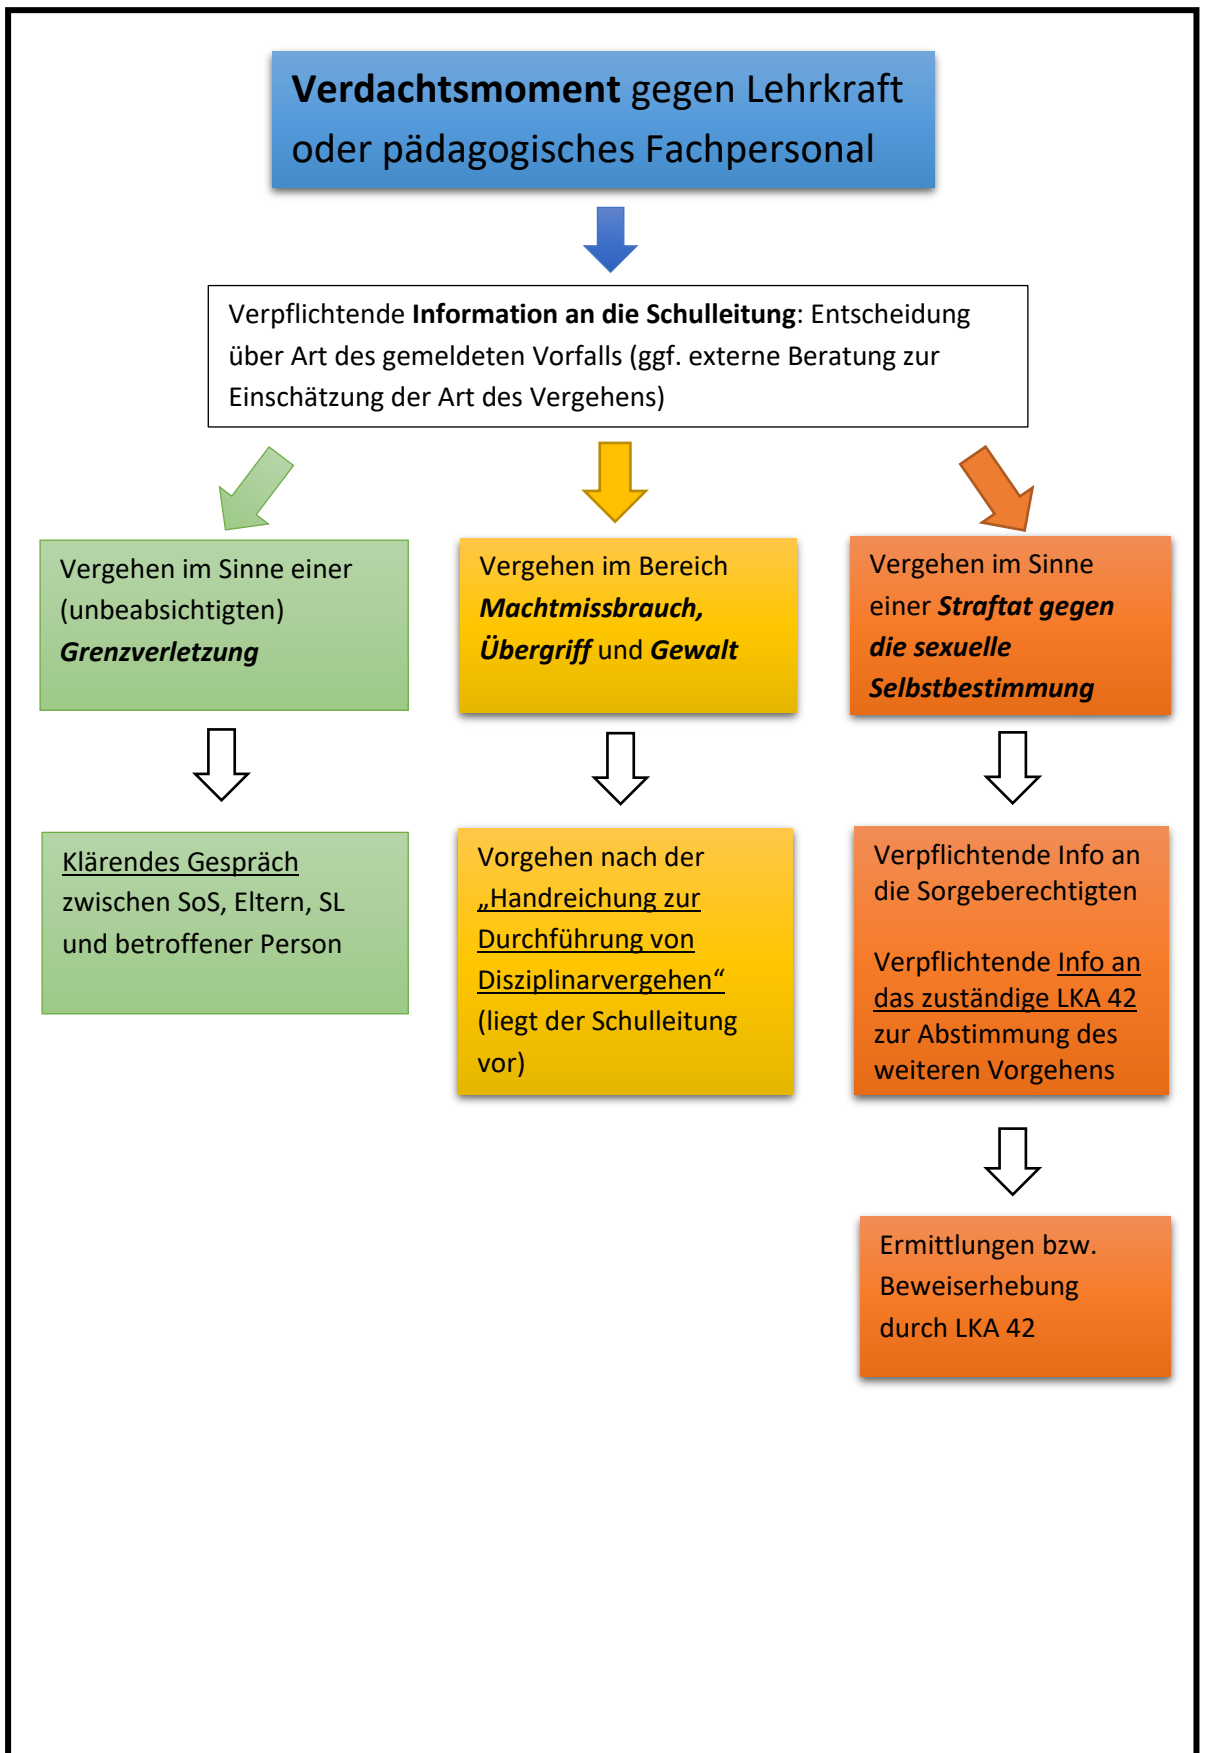 Verdachtsmoment gegen Lehrkraft
oder pädagogisches Fachpersonal
Verpflichtende Information an die Schulleitung: Entscheidung
über Art des gemeldeten Vorfalls (ggf. externe Beratung zur
Einschätzung der Art des Vergehens)
Vergehen im Sinne einer
(unbeabsichtigten)
Grenzverletzung
Vergehen im Bereich
Machtmissbrauch,
Übergriff und Gewalt
Vergehen im Sinne
einer Straftat gegen
die sexuelle
Selbstbestimmung
Klärendes Gespräch
zwischen SoS, Eltern, SL
und betroffener Person
Vorgehen nach der
„Handreichung zur
Durchführung von
Disziplinarvergehen“
(liegt der Schulleitung
vor)
Verpflichtende Info an
die Sorgeberechtigten
Verpflichtende Info an
das zuständige LKA 42
zur Abstimmung des
weiteren Vorgehens
Ermittlungen bzw.
Beweiserhebung
durch LKA 42